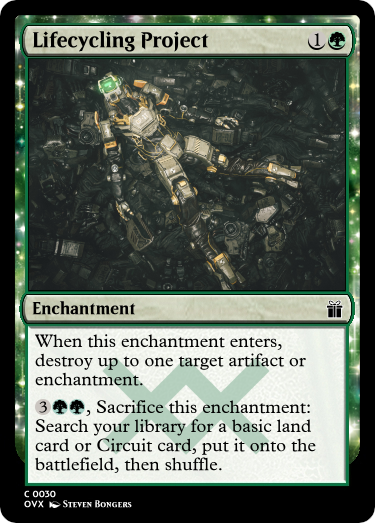 Lifecycling Project 1
Enchantment
When this enchantment enters,
destroy up to one target artifact or
enchantment.
3, Sacrifice this enchantment:
Search your library for a basic land
card or Circuit card, put it onto the
battlefield, then shuffle.
C 0030
OVX Steven Bongers